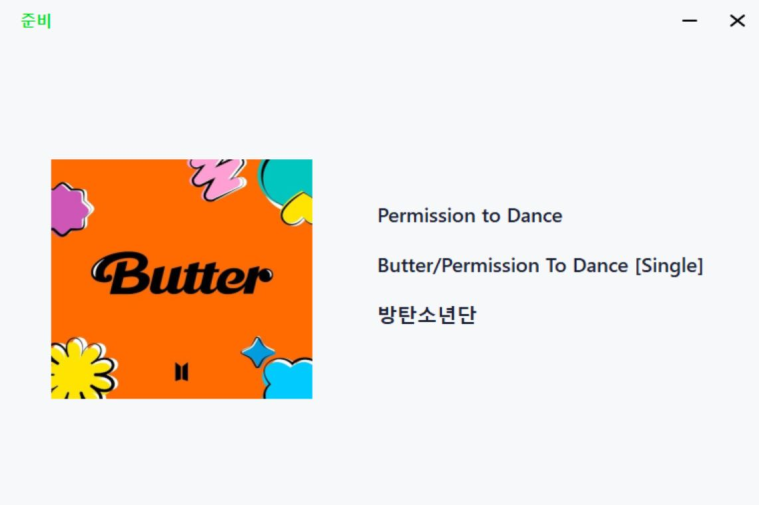 준비
Butter
Permission to Dance
Butter/Permission To Dance [Single]
방탄소년단